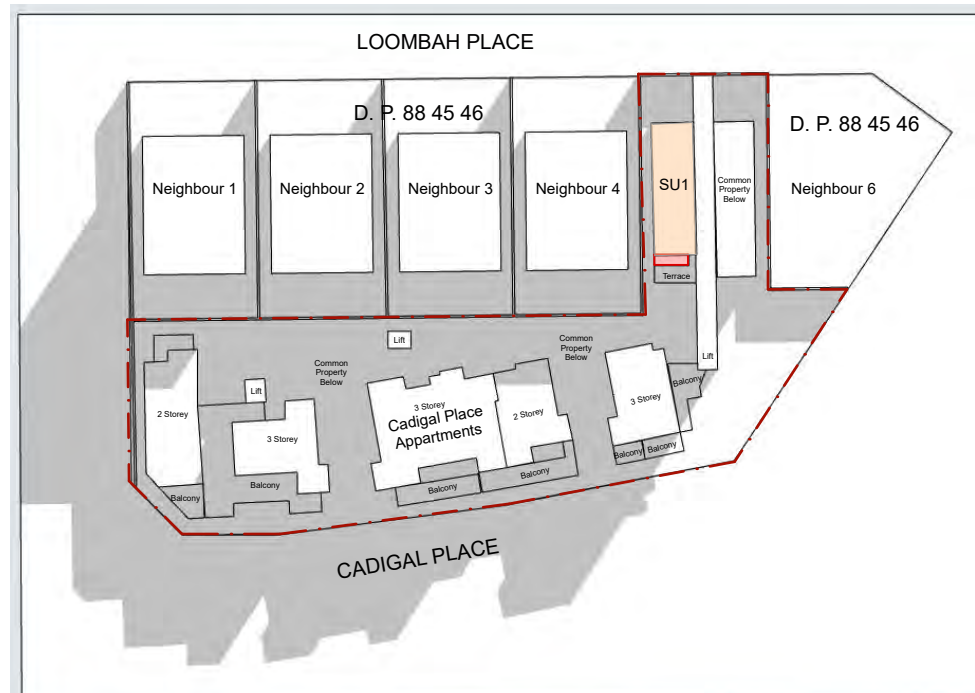 LOOMBAH PLACE
D. P. 88 45 46
D. P. 88 45 46
Neighbour 1
Neighbour 2
Neighbour 3
Neighbour 4
SU1
Common
Property
Below
Neighbour 6
Terrace
Lift
Common
Property
Below
Common
Property
Below
Lift
Lift
Balcony
2 Storey
3 Storey
3 Storey
Cadigal Place
Appartments
2 Storey
3 Storey
Balcony
Balcony
Balcony
Balcony
Balcony
Balcony
Balcony
CADIGAL PLACE